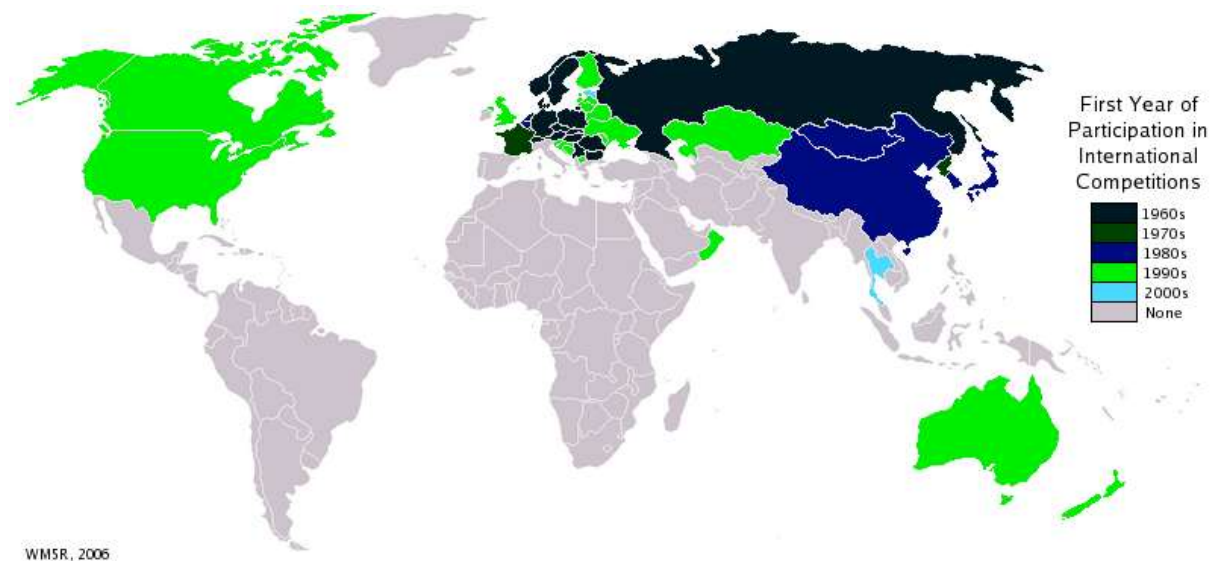 First Year of
Participation in
International
Competitions
1960s
1970s
1980s
1990s
2000s
None
WMSR, 2006